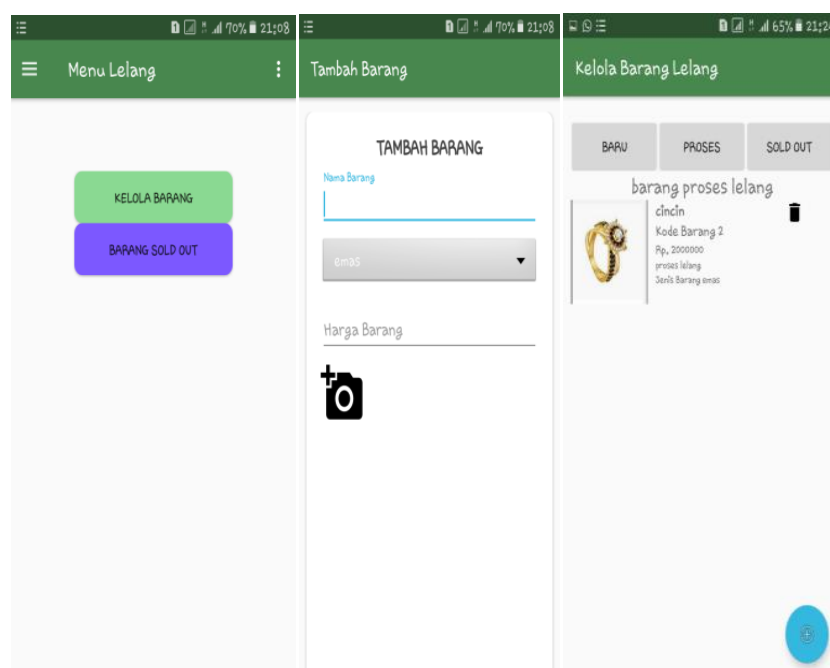 70% 21:08
Menu Lelang
KELOLA BARANG
BARANG SOLD OUT
70% 21:08
Tambah Barang
TAMBAH BARANG
Nama Barang
emas
Harga Barang
65% 21:24
Kelola Barang Lelang
BARU PROSES SOLD OUT
barang proses lelang
cincin
Kode Barang 2
Rp. 2000000
proses lelang
Jenis Barang emas